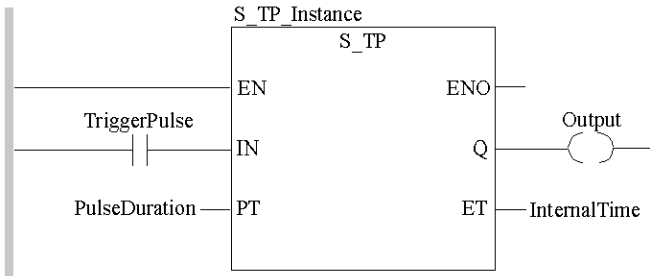 S_TP_Instance
S_TP
EN ENO
TriggerPulse Output
IN Q
PulseDuration PT ET InternalTime